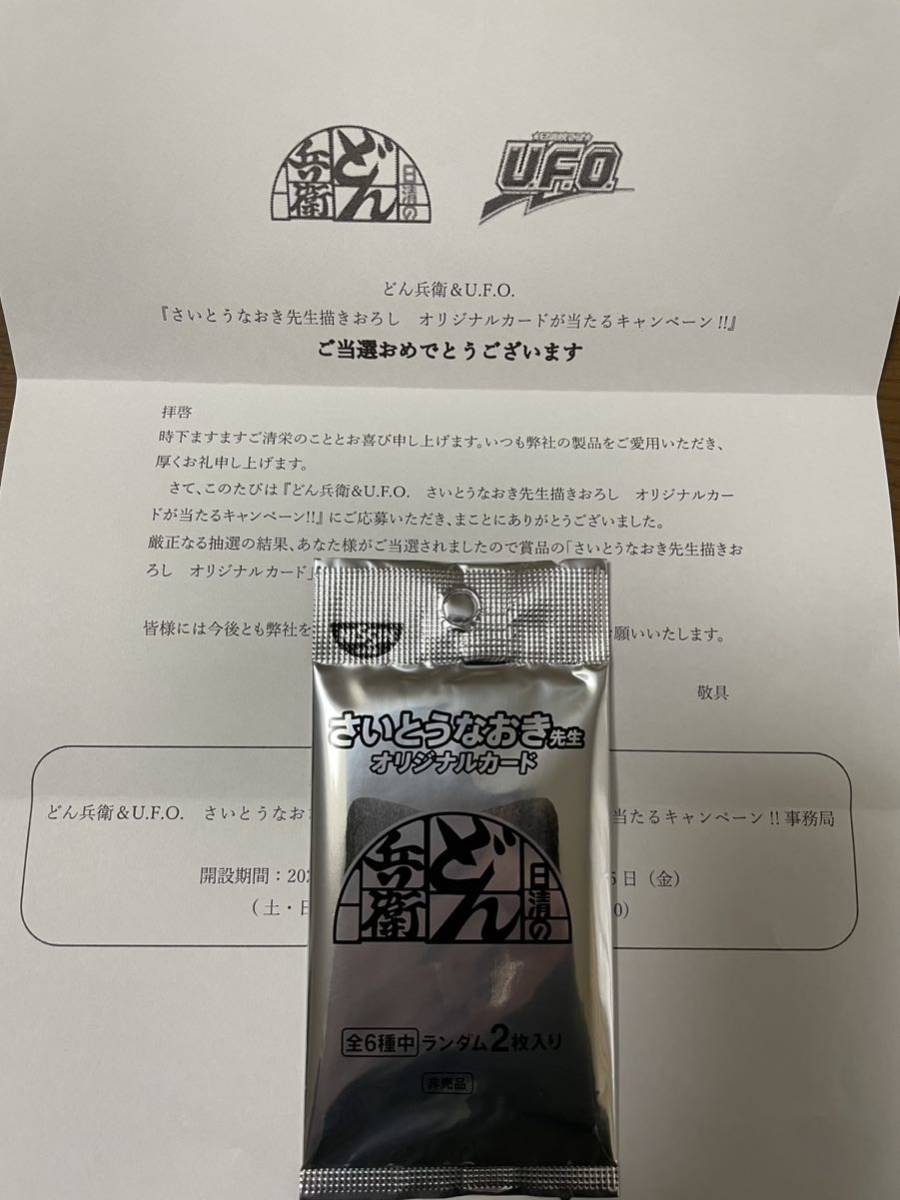 日清の
どん
兵衛
U.F.O.
どん兵衛&U.F.O.
『さいとうなおき先生描きおろし　オリジナルカードが当たるキャンペーン!!』
ご当選おめでとうございます
拝啓
時下ますますご清栄のこととお喜び申し上げます。いつも弊社の製品をご愛用いただき、
厚くお礼申し上げます。
さて、このたびは『どん兵衛&U.F.O.　さいとうなおき先生描きおろし　オリジナルカー
ドが当たるキャンペーン!!』にご応募いただき、まことにありがとうございました。
厳正なる抽選の結果、あなた様がご当選されましたので賞品の「さいとうなおき先生描きお
ろし　オリジナルカード」
皆様には今後とも弊社を
願いいたします。
敬具
どん兵衛&U.F.O.　さいとうなお
当たるキャンペーン!!事務局
開設期間：202
5日（金）
(土・日
0)
NISSIN
さいとうなおき先生
オリジナルカード
日清の
どん
兵衛
全6種中 ランダム2枚入り
非売品